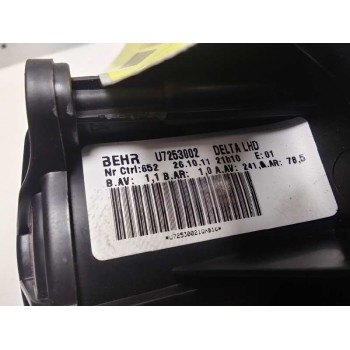 BEHR U7253002 DELTA LHD
Nr Ctrl:652 26.10.11 21h10 E:01
B.AV: 1,1 B.AR: 1,0 A.AV: 241, A.AR: 76,5